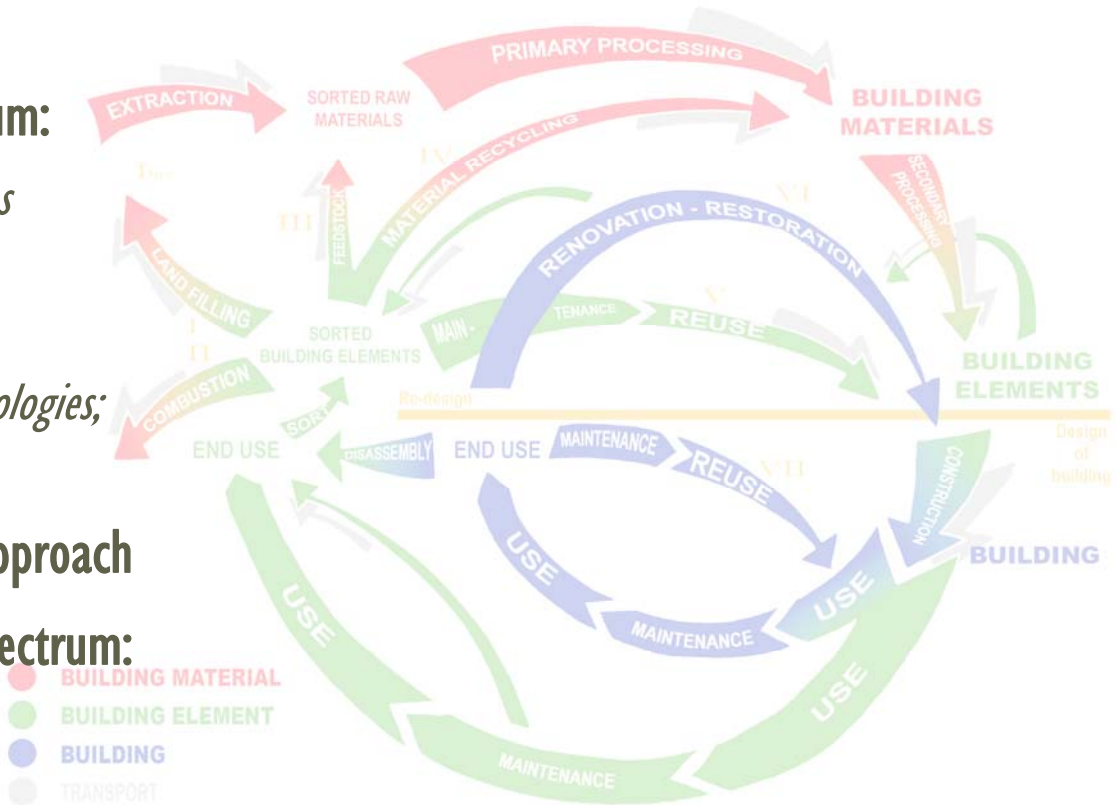 um:
s
ologies;
pproach
ectrum:
EXTRACTION
SORTED RAW
MATERIALS
PRIMARY PROCESSING
BUILDING
MATERIALS
IV
MATERIAL RECYCLING
SECONDARY
PROCESSING
III
FEEDSTOCK
VI
RENOVATION - RESTORATION
LAND FILLING
I
II
SORTED
BUILDING ELEMENTS
MAIN-
TENANCE
V
REUSE
BUILDING
ELEMENTS
COMBUSTION
Re-design
Design
of
building
END USE
SORT
DISASSEMBLY
END USE
MAINTENANCE
REUSE
VII
CONSTRUCTION
BUILDING
USE
USE
USE
MAINTENANCE
USE
MAINTENANCE
BUILDING MATERIAL
BUILDING ELEMENT
BUILDING
TRANSPORT